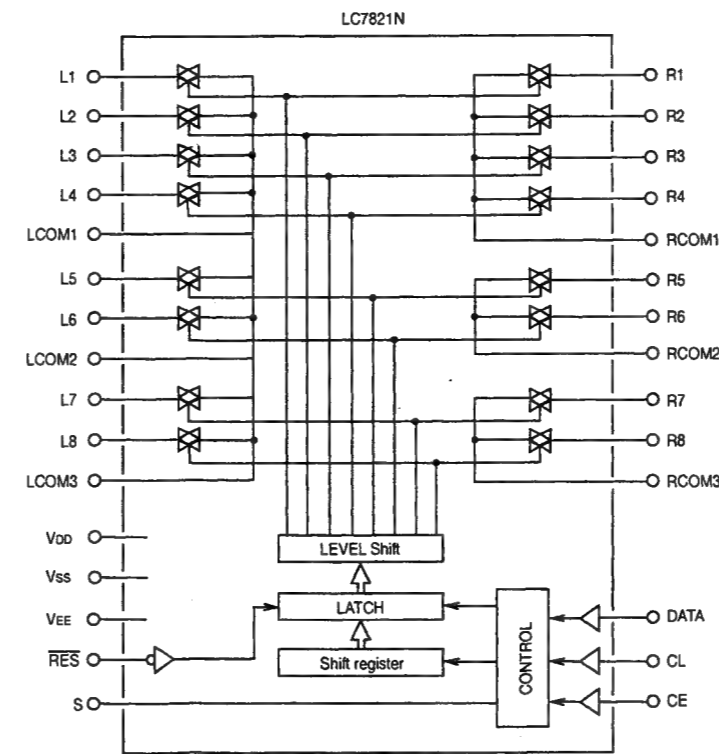 LC7821N
L1
R1
L2
R2
L3
R3
L4
R4
LCOM1
RCOM1
L5
R5
L6
R6
LCOM2
RCOM2
L7
R7
L8
R8
LCOM3
RCOM3
VDD
LEVEL Shift
VSS
LATCH
DATA
VEE
CONTROL
RES
Shift register
CL
S
CE